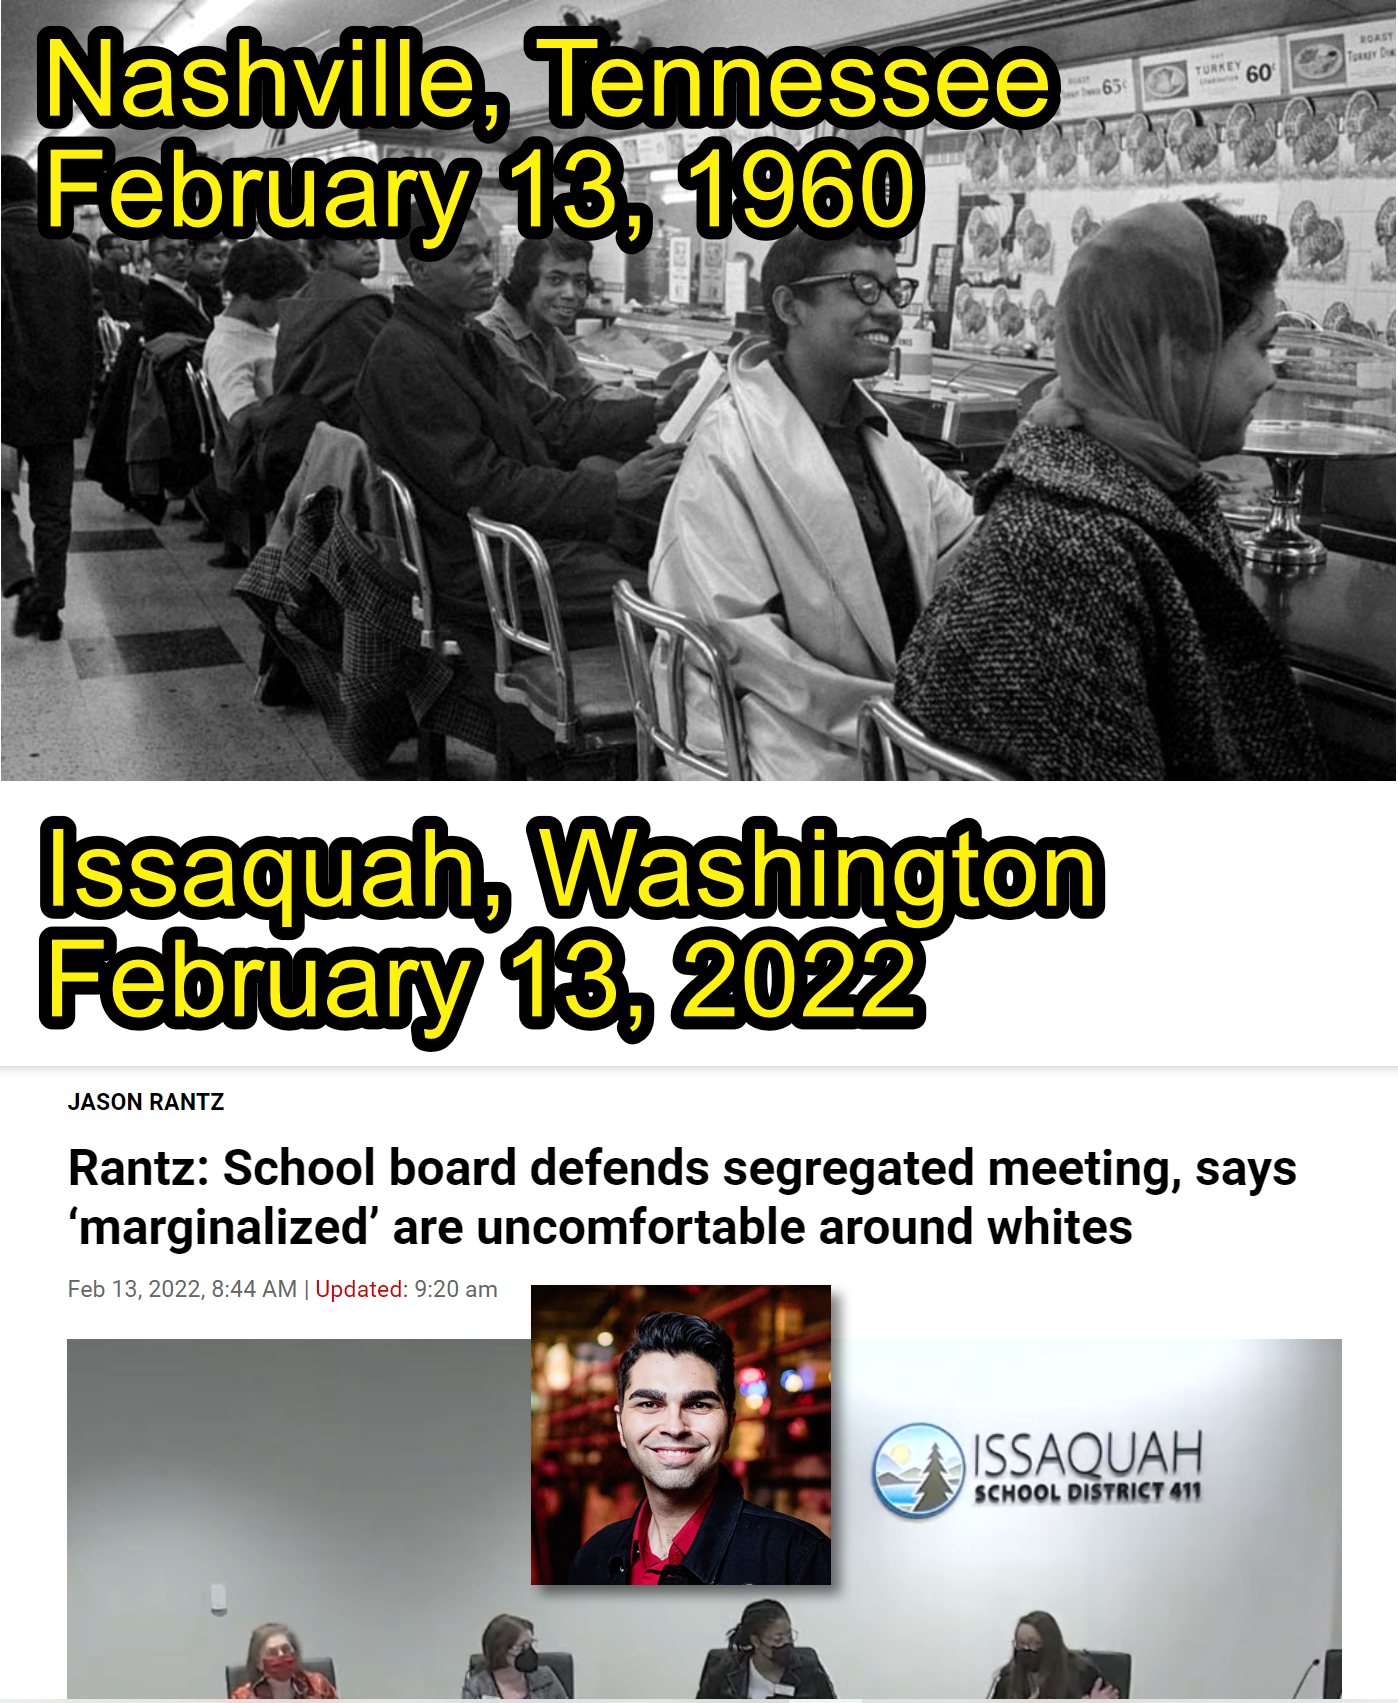 Nashville, Tennessee
February 13, 1960
ROAST
TURKEY
60¢
65¢
Issaquah, Washington
February 13, 2022
JASON RANTZ
Rantz: School board defends segregated meeting, says
‘marginalized’ are uncomfortable around whites
Feb 13, 2022, 8:44 AM | Updated: 9:20 am
ISSAQUAH
SCHOOL DISTRICT 411